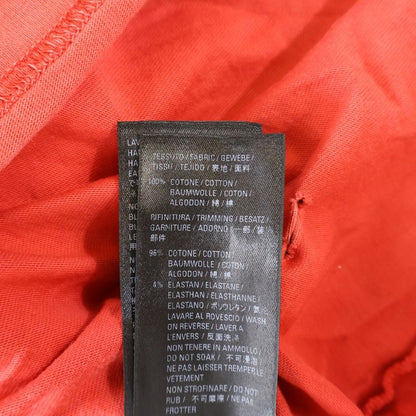 TESSUTO / FABRIC / GEWEBE /
TISSU / TEJIDO / 表地 / 面料
100% COTONE / COTTON /
BAUMWOLLE / COTON /
ALGODON / 綿 / 棉
RIFINITURA / TRIMMING / BESATZ /
GARNITURE / ADORNO / 一部 / 装
部件
96% COTONE / COTTON /
BAUMWOLLE / COTON /
ALGODON / 綿 / 棉
4% ELASTAN / ELASTANE /
ELASTHAN / ELASTHANNE /
ELASTANO / ポリウレタン / 氨
LAVARE AL ROVESCIO / WASH
ON REVERSE / LAVER A
L'ENVERS / 反面洗涤
NON TENERE IN AMMOLLO /
DO NOT SOAK / 不可浸泡
NE PAS LAISSER TREMPER LE
VETEMENT
NON STROFINARE / DO NOT
RUB / 不可摩擦 / NE PAS
FROTTER